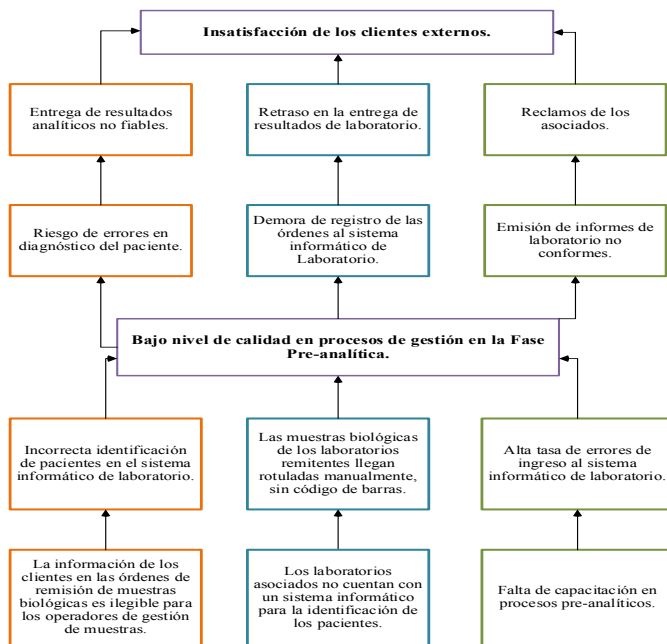 Insatisfacción de los clientes externos.
Entrega de resultados
analíticos no fiables.
Retraso en la entrega de
resultados de laboratorio.
Reclamos de los
asociados.
Riesgo de errores en
diagnóstico del paciente.
Demora de registro de las
órdenes al sistema
informático de
Laboratorio.
Emisión de informes de
laboratorio no
conformes.
Bajo nivel de calidad en procesos de gestión en la Fase
Pre-analítica.
Incorrecta identificación
de pacientes en el sistema
informático de laboratorio.
Las muestras biológicas
de los laboratorios
remitentes llegan
rotuladas manualmente,
sin código de barras.
Alta tasa de errores de
ingreso al sistema
informático de laboratorio.
La información de los
clientes en las órdenes de
remisión de muestras
biológicas es ilegible para
los operadores de gestión
de muestras.
Los laboratorios
asociados no cuentan con
un sistema informático
para la identificación de
los pacientes.
Falta de capacitación en
procesos pre-analíticos.